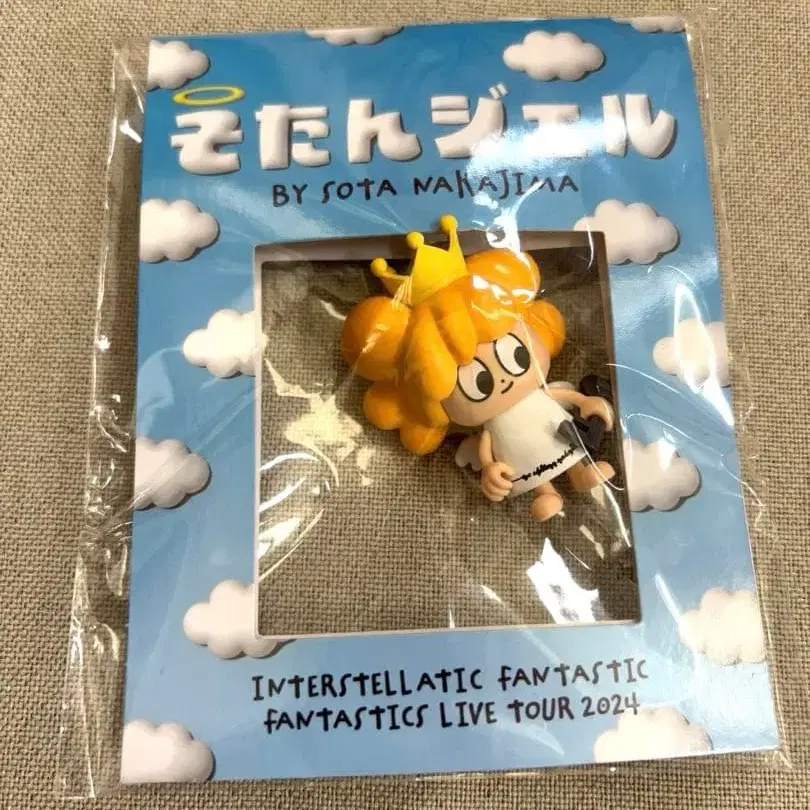 そたんジェル
BY SOTA NAKAJIMA
INTERSTELLATIC FANTASTIC
FANTASTICS LIVE TOUR 2024